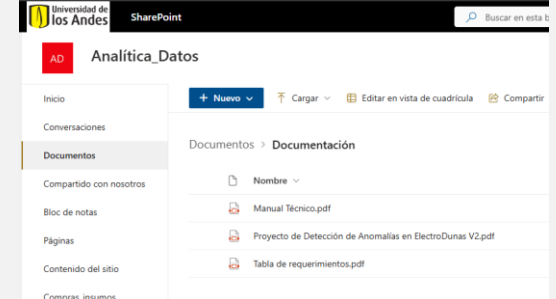 Universidad de
los Andes
SharePoint
Buscar en esta b
AD
Analítica_Datos
Inicio
Conversaciones
Documentos
Compartido con nosotros
Bloc de notas
Páginas
Contenido del sitio
Compras_insumos
+ Nuevo
Cargar
Editar en vista de cuadrícula
Compartir
Documentos > Documentación
Nombre
Manual Técnico.pdf
Proyecto de Detección de Anomalías en ElectroDunas V2.pdf
Tabla de requerimientos.pdf